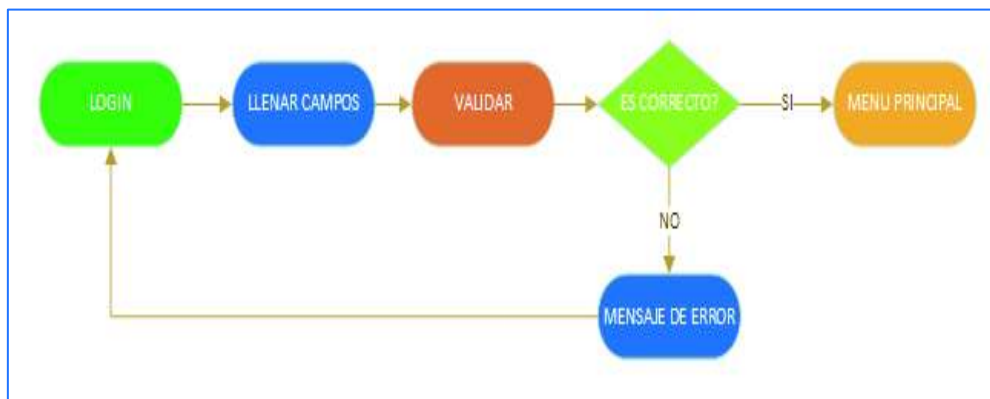 LOGIN
LLENAR CAMPOS
VALIDAR
ES CORRECTO?
SI
MENU PRINCIPAL
NO
MENSAJE DE ERROR